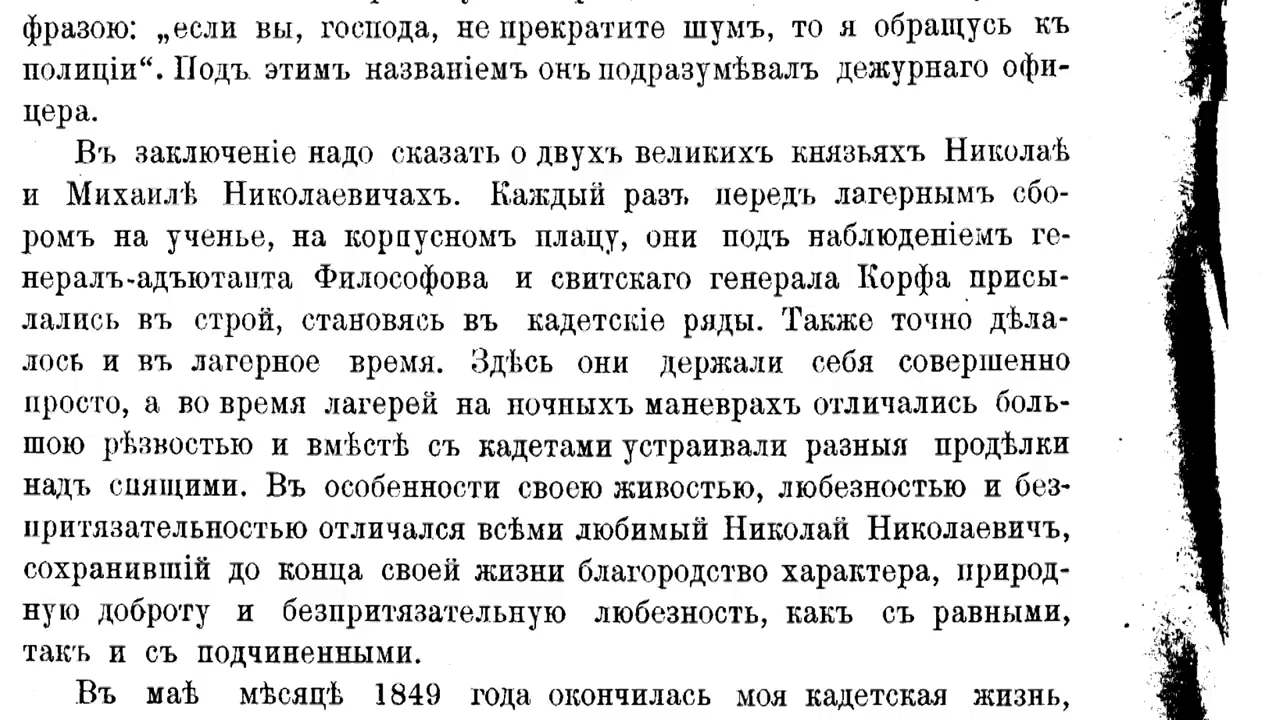 фразою: „если вы, господа, не прекратите шумъ, то я обращусь къ
полиціи“. Подъ этимъ названіемъ онъ подразумѣвалъ дежурнаго офи-
цера.
Въ заключеніе надо сказать о двухъ великихъ князьяхъ Николаѣ
и Михаилѣ Николаевичахъ. Каждый разъ передъ лагернымъ сбо-
ромъ на ученье, на корпусномъ плацу, они подъ наблюденіемъ ге-
нералъ-адъютанта Философова и свитскаго генерала Корфа присы-
лались въ строй, становясь въ кадетскіе ряды. Также точно дѣла-
лось и въ лагерное время. Здѣсь они держали себя совершенно
просто, а во время лагерей на ночныхъ маневрахъ отличались боль-
шою рѣзвостью и вмѣстѣ съ кадетами устраивали разныя продѣлки
надъ спящими. Въ особенности своею живостью, любезностью и без-
притязательностью отличался всѣми любимый Николай Николаевичъ,
сохранившій до конца своей жизни благородство характера, природ-
ную доброту и безпритязательную любезность, какъ съ равными,
такъ и съ подчиненными.
Въ маѣ мѣсяцѣ 1849 года окончилась моя кадетская жизнь,